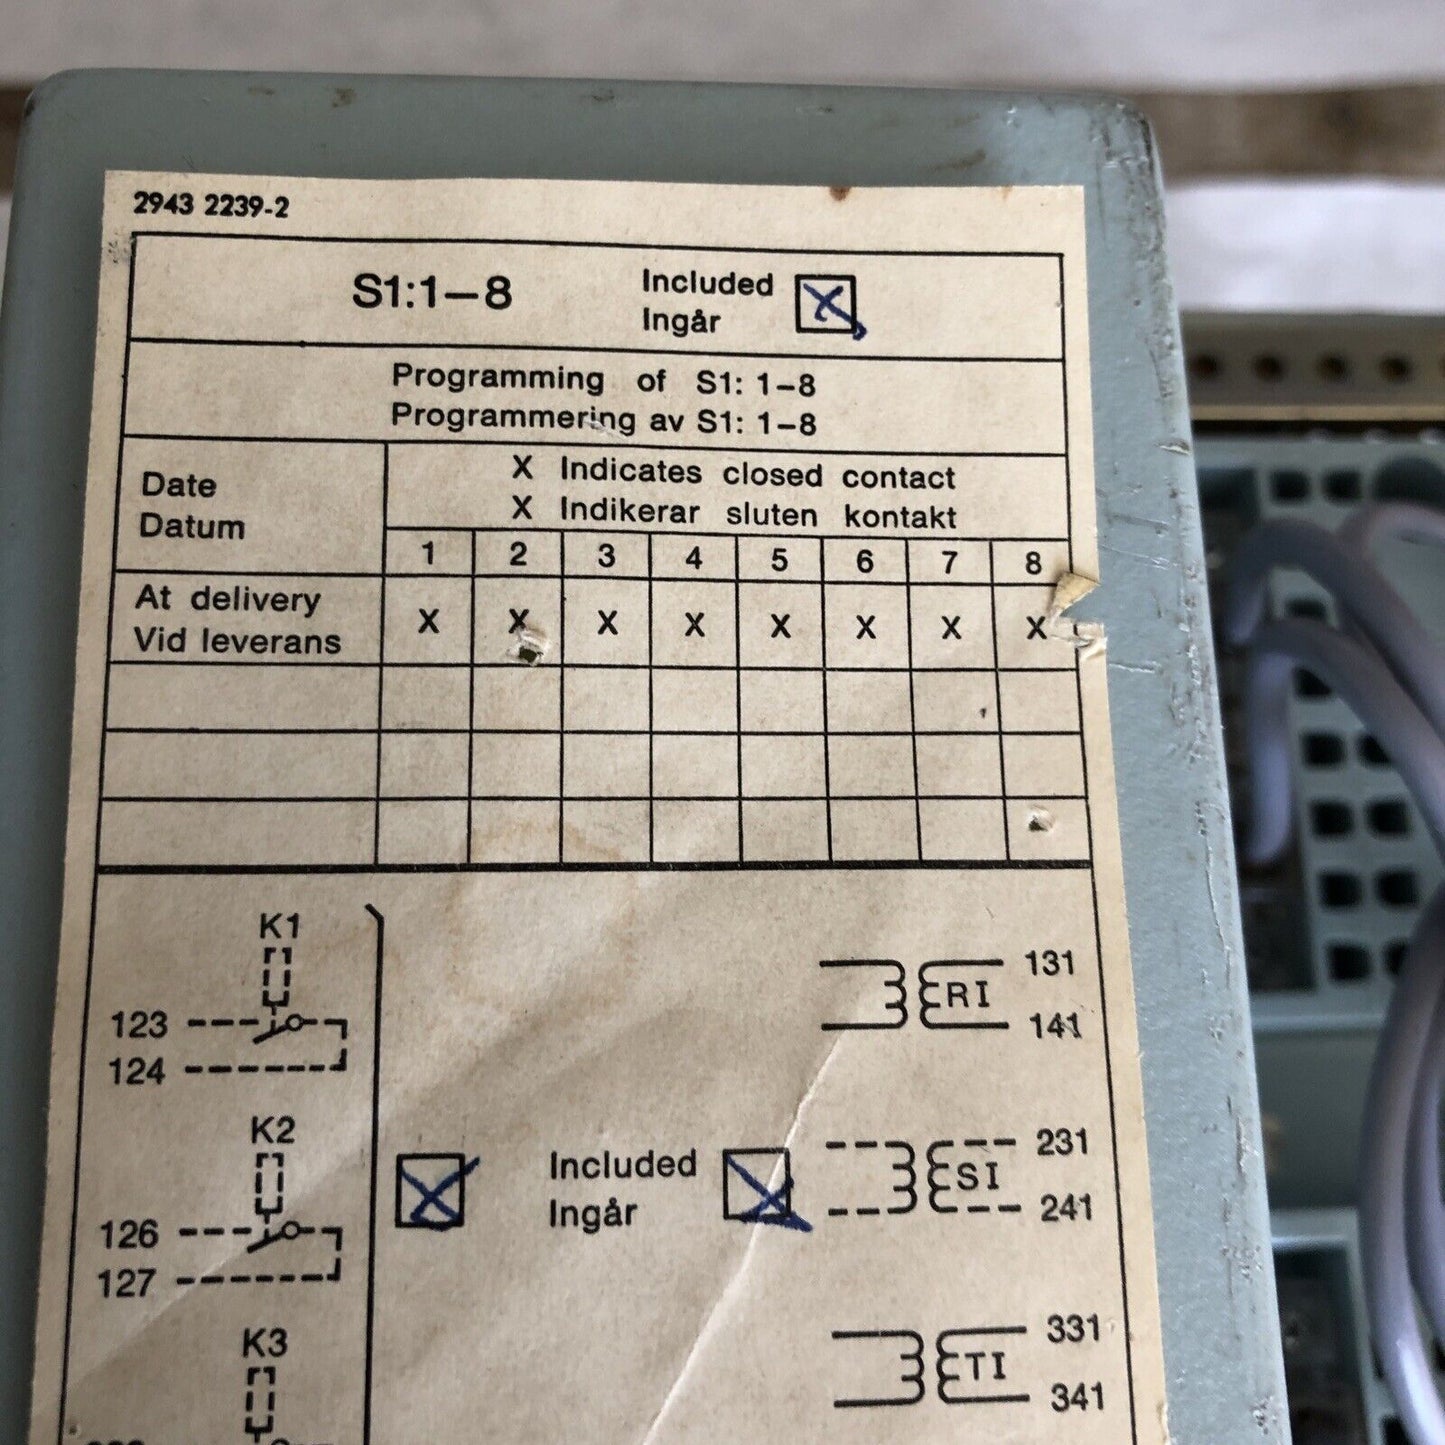 2943 2239-2
S1:1–8
Included
Ingår
Programming of S1: 1–8
Programmering av S1: 1–8
Date
Datum
X Indicates closed contact
X Indikerar sluten kontakt
1 2 3 4 5 6 7 8
At delivery
Vid leverans
X X X X X X X X
K1
123
124
K2
126
127
K3
Included
Ingår
RI
131
141
SI
231
241
TI
331
341